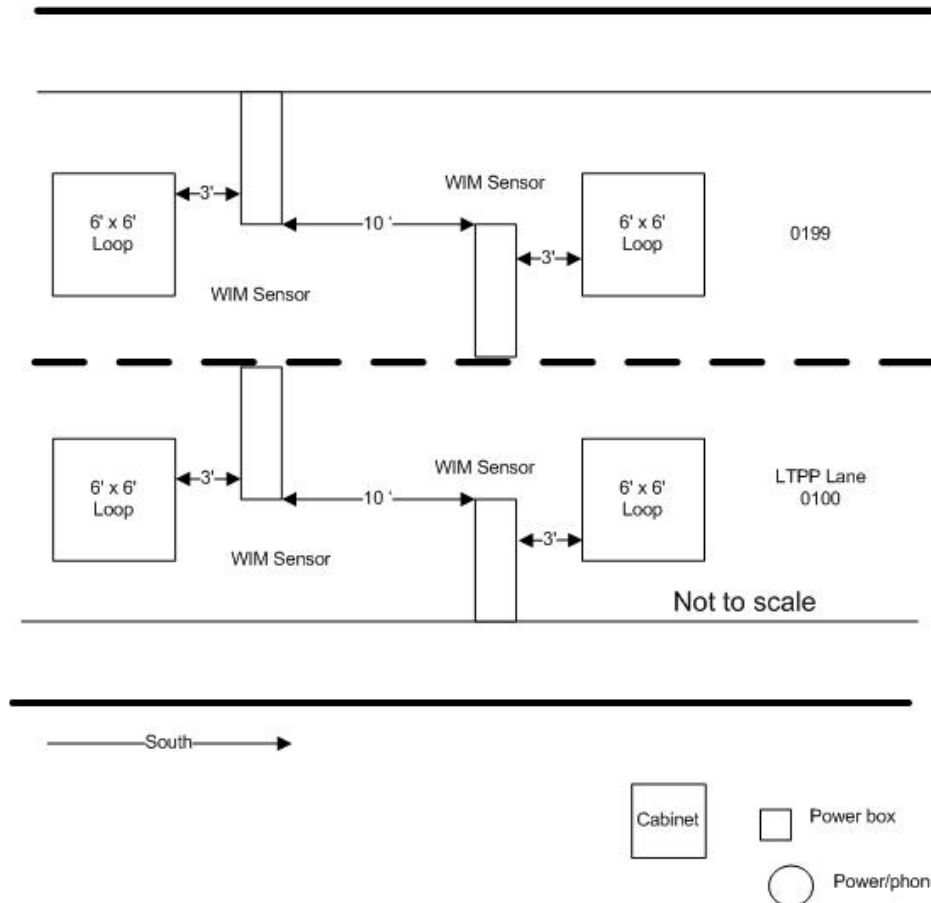 WIM Sensor
3'
6' x 6'
Loop
10 '
6' x 6'
Loop
0199
3'
WIM Sensor
WIM Sensor
3'
6' x 6'
Loop
10 '
6' x 6'
Loop
LTPP Lane
0100
3'
WIM Sensor
Not to scale
South
Cabinet
Power box
Power/phon